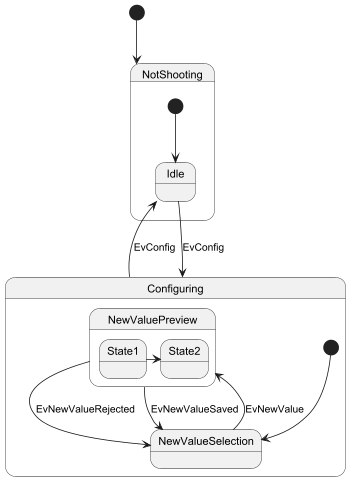 NotShooting
Idle
EvConfig
EvConfig
Configuring
NewValuePreview
State1
State2
EvNewValueRejected
EvNewValueSaved
EvNewValue
NewValueSelection